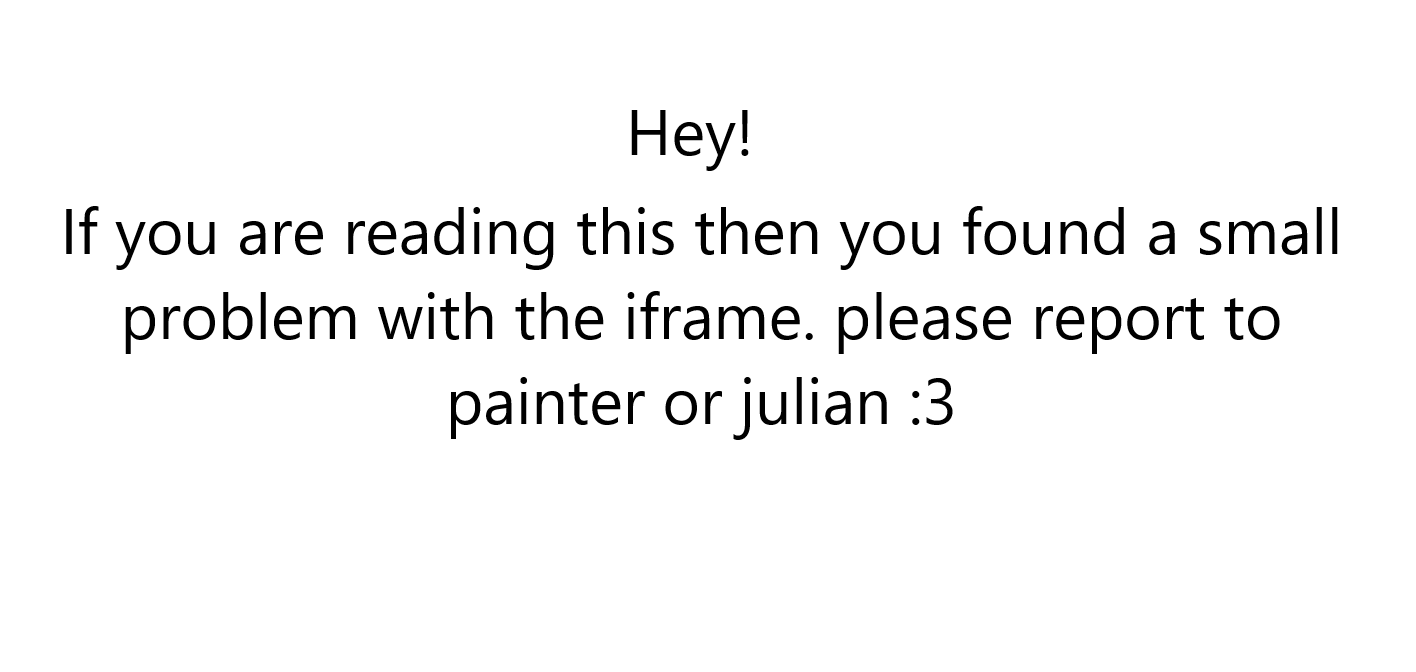 Hey!
If you are reading this then you found a small
problem with the iframe. please report to
painter or julian :3